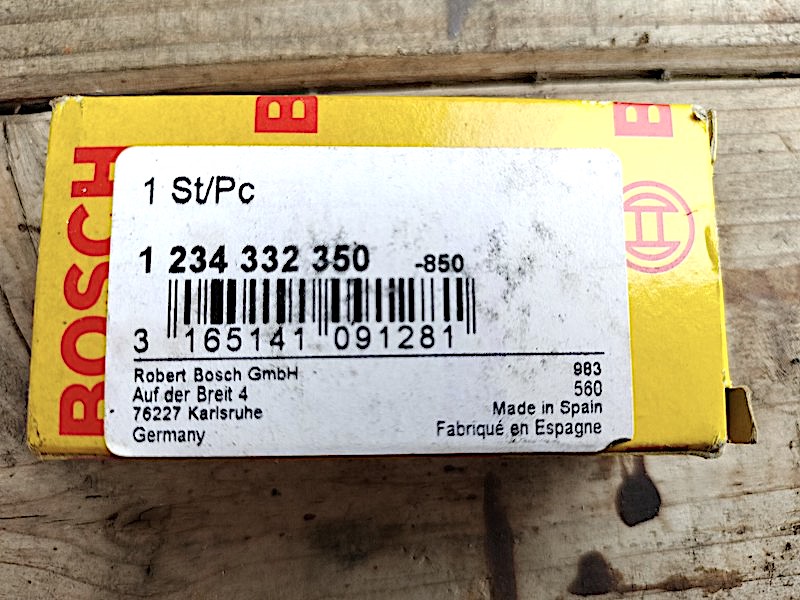 B
B
BOSCH
1 St/Pc
1 234 332 350 -850
3 165141 091281
Robert Bosch GmbH
Auf der Breit 4
76227 Karlsruhe
Germany
983
560
Made in Spain
Fabriqué en Espagne